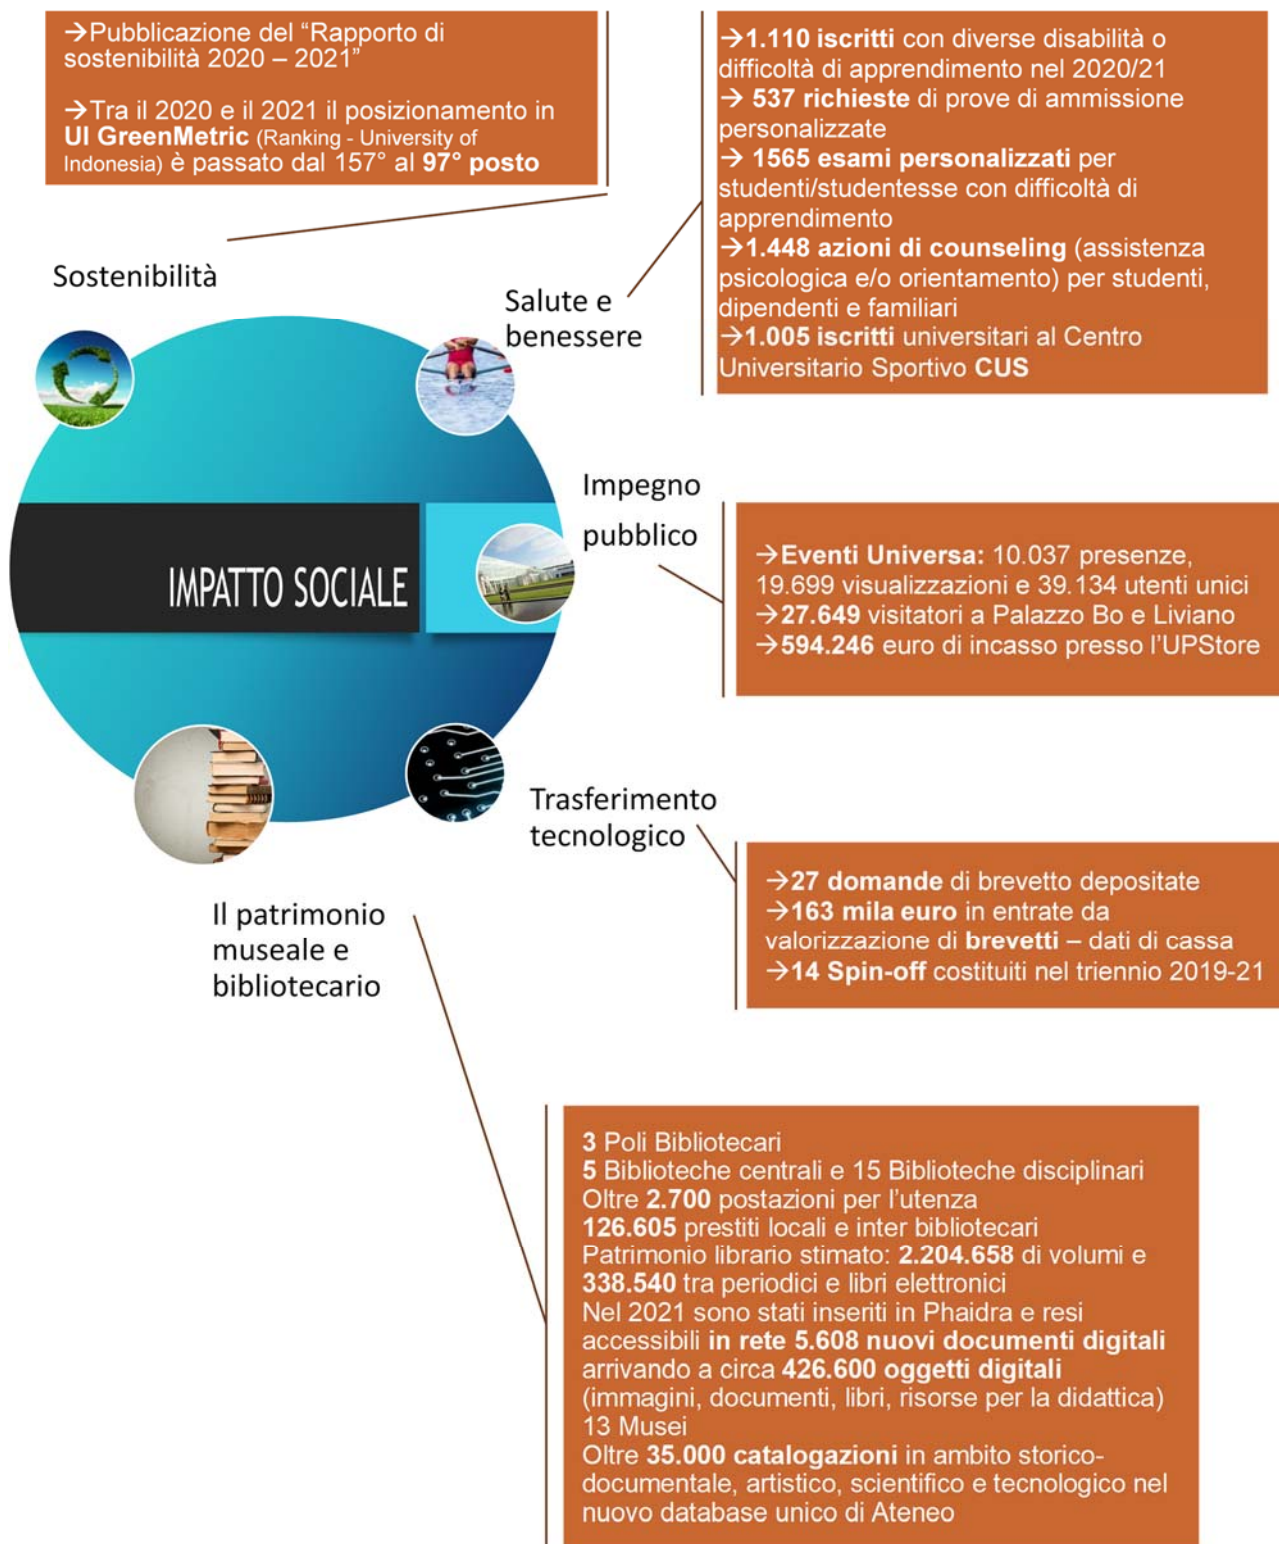 →Pubblicazione del “Rapporto di
sostenibilità 2020 – 2021”
→Tra il 2020 e il 2021 il posizionamento in
UI GreenMetric (Ranking - University of
Indonesia) è passato dal 157° al 97° posto
→1.110 iscritti con diverse disabilità o
difficoltà di apprendimento nel 2020/21
→ 537 richieste di prove di ammissione
personalizzate
→ 1565 esami personalizzati per
studenti/studentesse con difficoltà di
apprendimento
→1.448 azioni di counseling (assistenza
psicologica e/o orientamento) per studenti,
dipendenti e familiari
→1.005 iscritti universitari al Centro
Universitario Sportivo CUS
Sostenibilità
Salute e
benessere
Impegno
pubblico
IMPATTO SOCIALE
→Eventi Universa: 10.037 presenze,
19.699 visualizzazioni e 39.134 utenti unici
→27.649 visitatori a Palazzo Bo e Liviano
→594.246 euro di incasso presso l’UPStore
Trasferimento
tecnologico
→27 domande di brevetto depositate
→163 mila euro in entrate da
valorizzazione di brevetti – dati di cassa
→14 Spin-off costituiti nel triennio 2019-21
Il patrimonio
museale e
bibliotecario
3 Poli Bibliotecari
5 Biblioteche centrali e 15 Biblioteche disciplinari
Oltre 2.700 postazioni per l’utenza
126.605 prestiti locali e inter bibliotecari
Patrimonio librario stimato: 2.204.658 di volumi e
338.540 tra periodici e libri elettronici
Nel 2021 sono stati inseriti in Phaidra e resi
accessibili in rete 5.608 nuovi documenti digitali
arrivando a circa 426.600 oggetti digitali
(immagini, documenti, libri, risorse per la didattica)
13 Musei
Oltre 35.000 catalogazioni in ambito storico-
documentale, artistico, scientifico e tecnologico nel
nuovo database unico di Ateneo